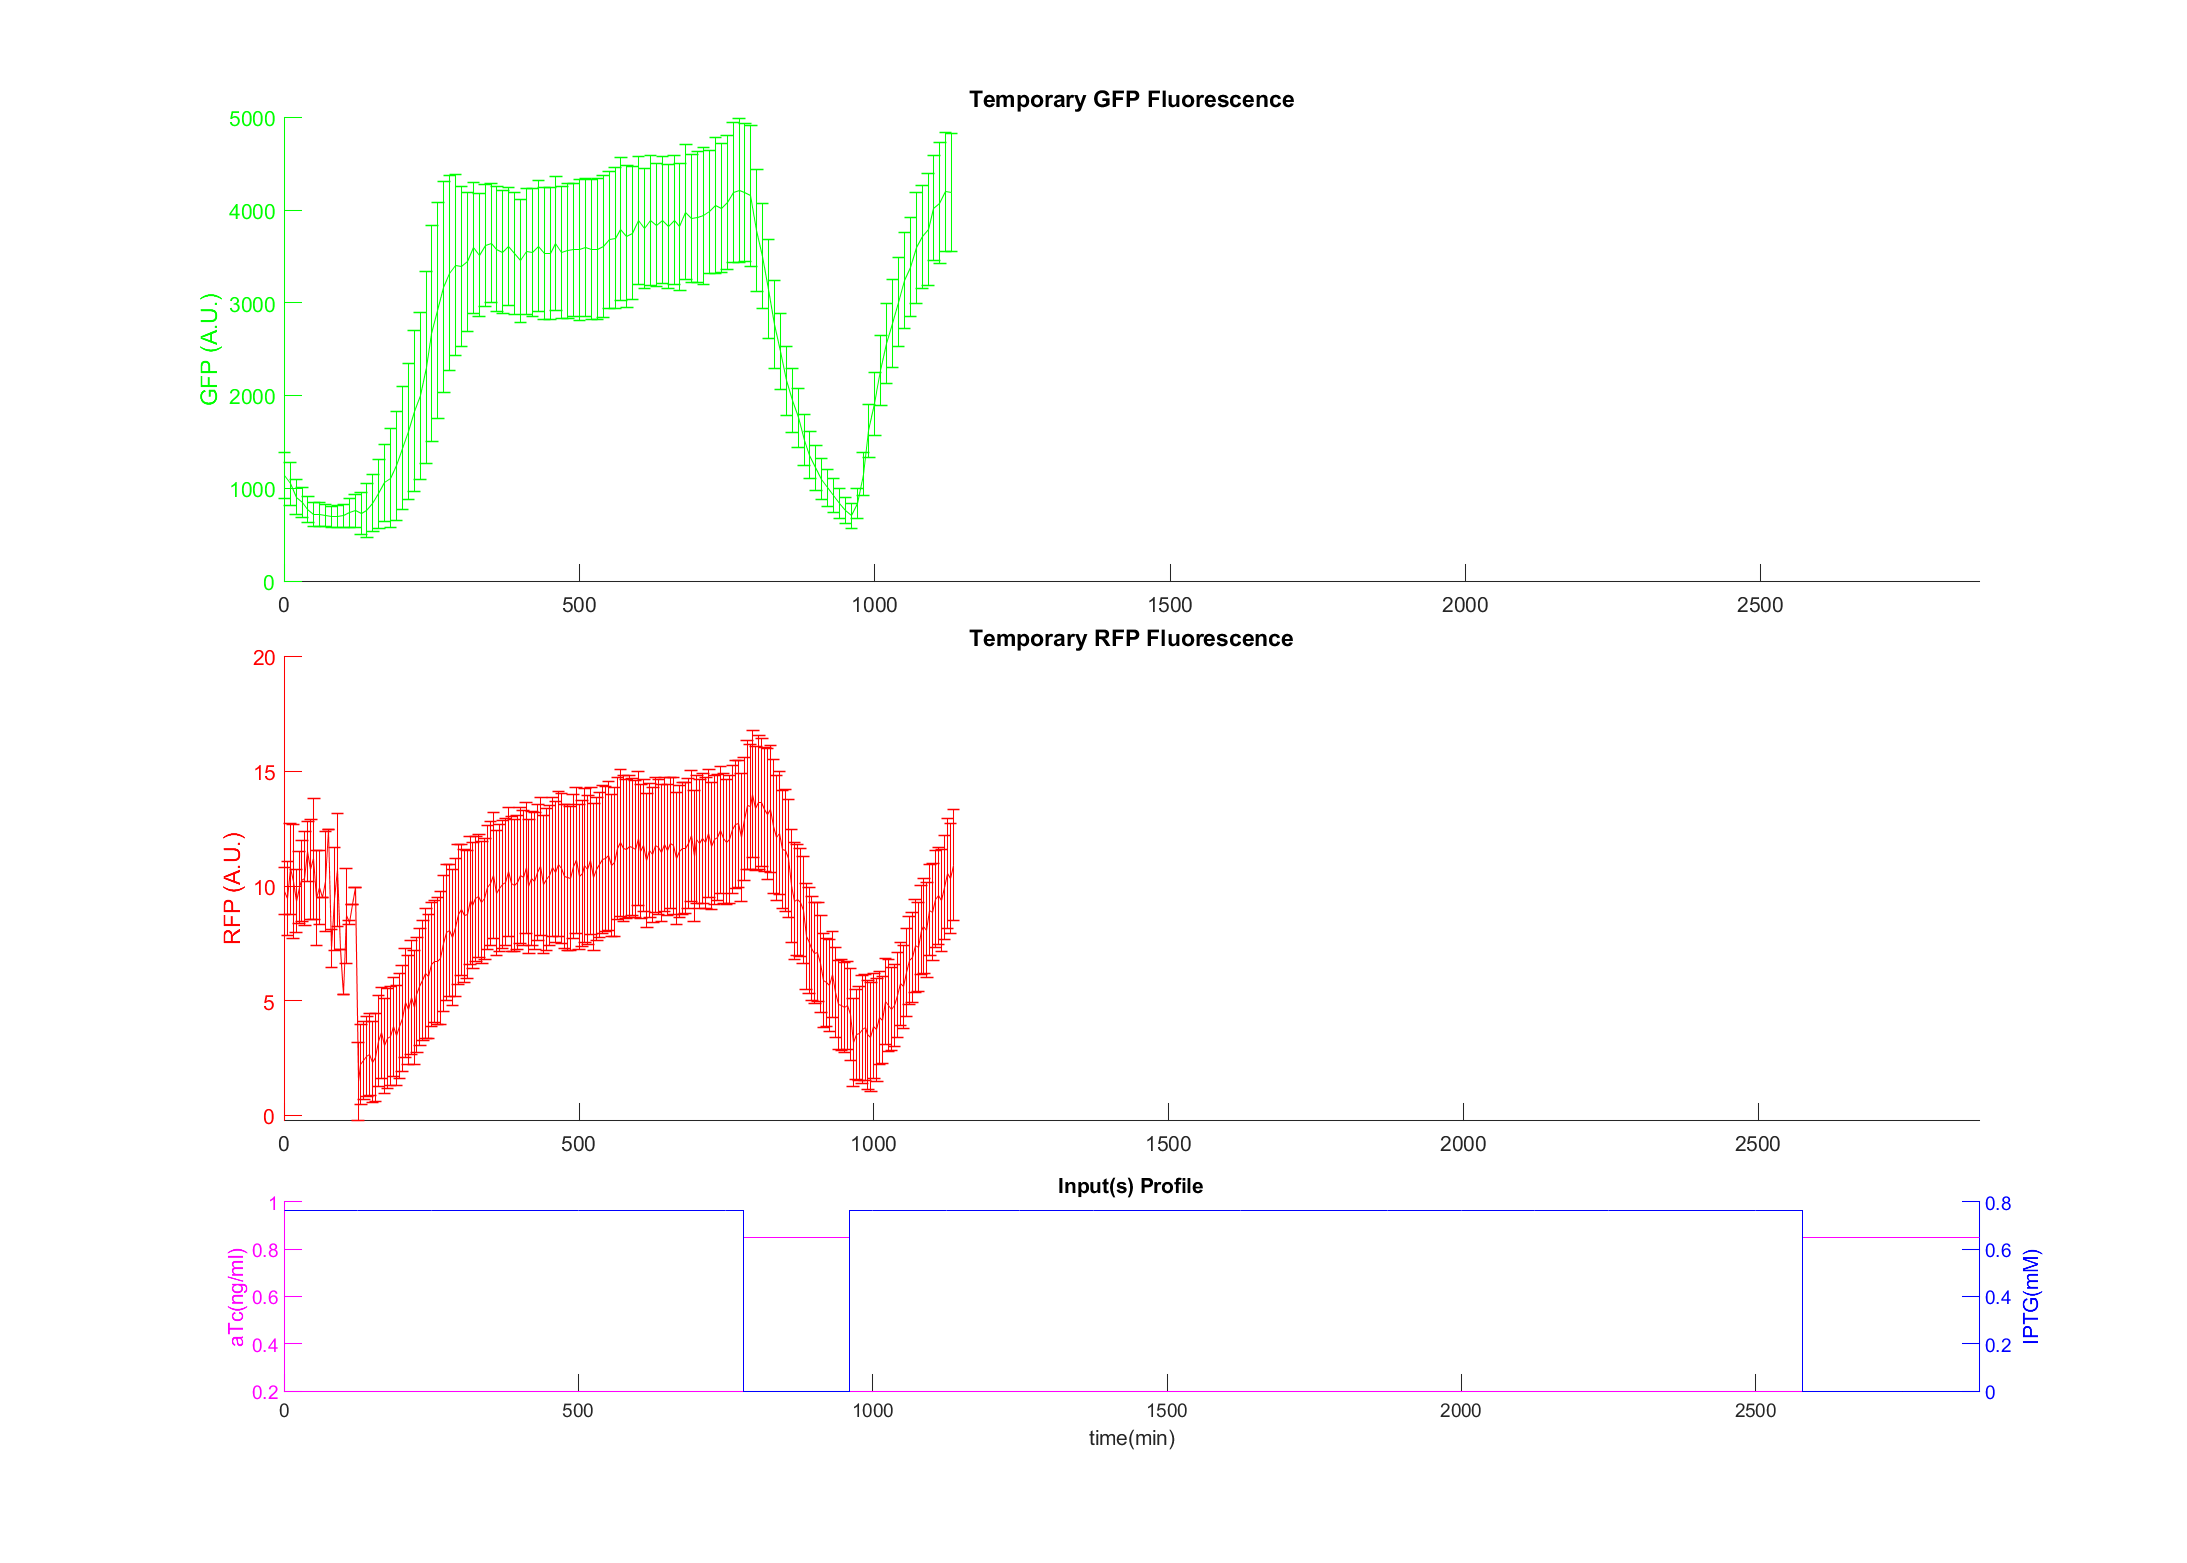 Temporary GFP Fluorescence
5000
4000
3000
2000
1000
0
GFP (A.U.)
0 500 1000 1500 2000 2500
Temporary RFP Fluorescence
20
15
10
5
0
RFP (A.U.)
0 500 1000 1500 2000 2500
Input(s) Profile
1
0.8
0.6
0.4
0.2
aTc(ng/ml)
0.8
0.6
0.4
0.2
0
IPTG(mM)
0 500 1000 1500 2000 2500
time(min)